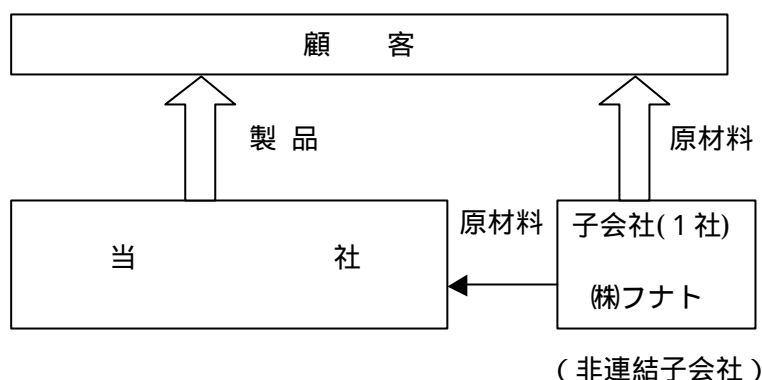 顧 客
製 品
原材料
原材料
当 社
子会社(1社)
㈱フナト
(非連結子会社)